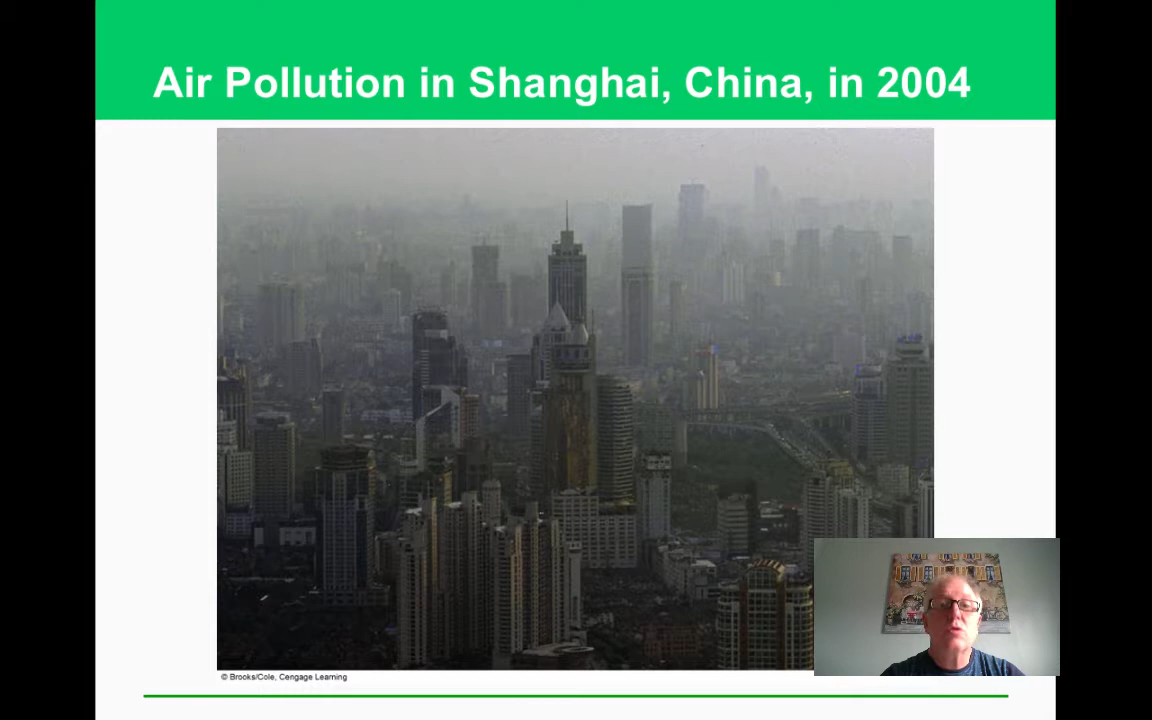 Air Pollution in Shanghai, China, in 2004
© Brooks/Cole, Cengage Learning